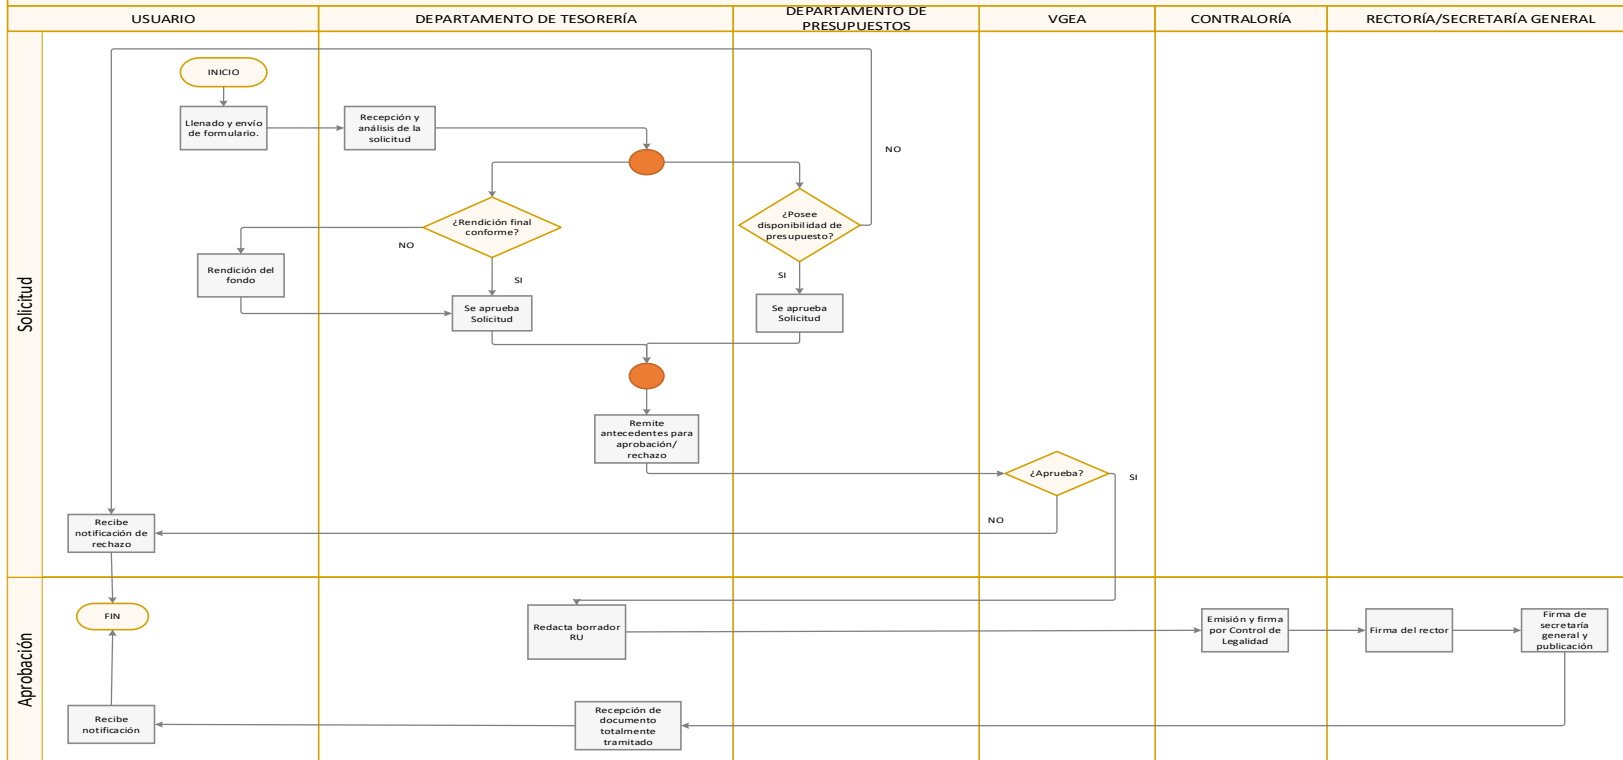 USUARIO
DEPARTAMENTO DE TESORERÍA
DEPARTAMENTO DE
PRESUPUESTOS
VGEA
CONTRALORÍA
RECTORÍA/SECRETARÍA GENERAL
Solicitud
INICIO
Llenado y envío
de formulario.
Recepción y
análisis de la
solicitud
NO
¿Rendición final
conforme?
¿Posee
disponibilidad de
presupuesto?
NO
Rendición del
fondo
SI
SI
Se aprueba
Solicitud
Se aprueba
Solicitud
Remite
antecedentes para
aprobación/
rechazo
¿Aprueba?
SI
NO
Recibe
notificación de
rechazo
Aprobación
FIN
Redacta borrador
RU
Emisión y firma
por Control de
Legalidad
Firma del rector
Firma de
secretaría
general y
publicación
Recibe
notificación
Recepción de
documento
totalmente
tramitado